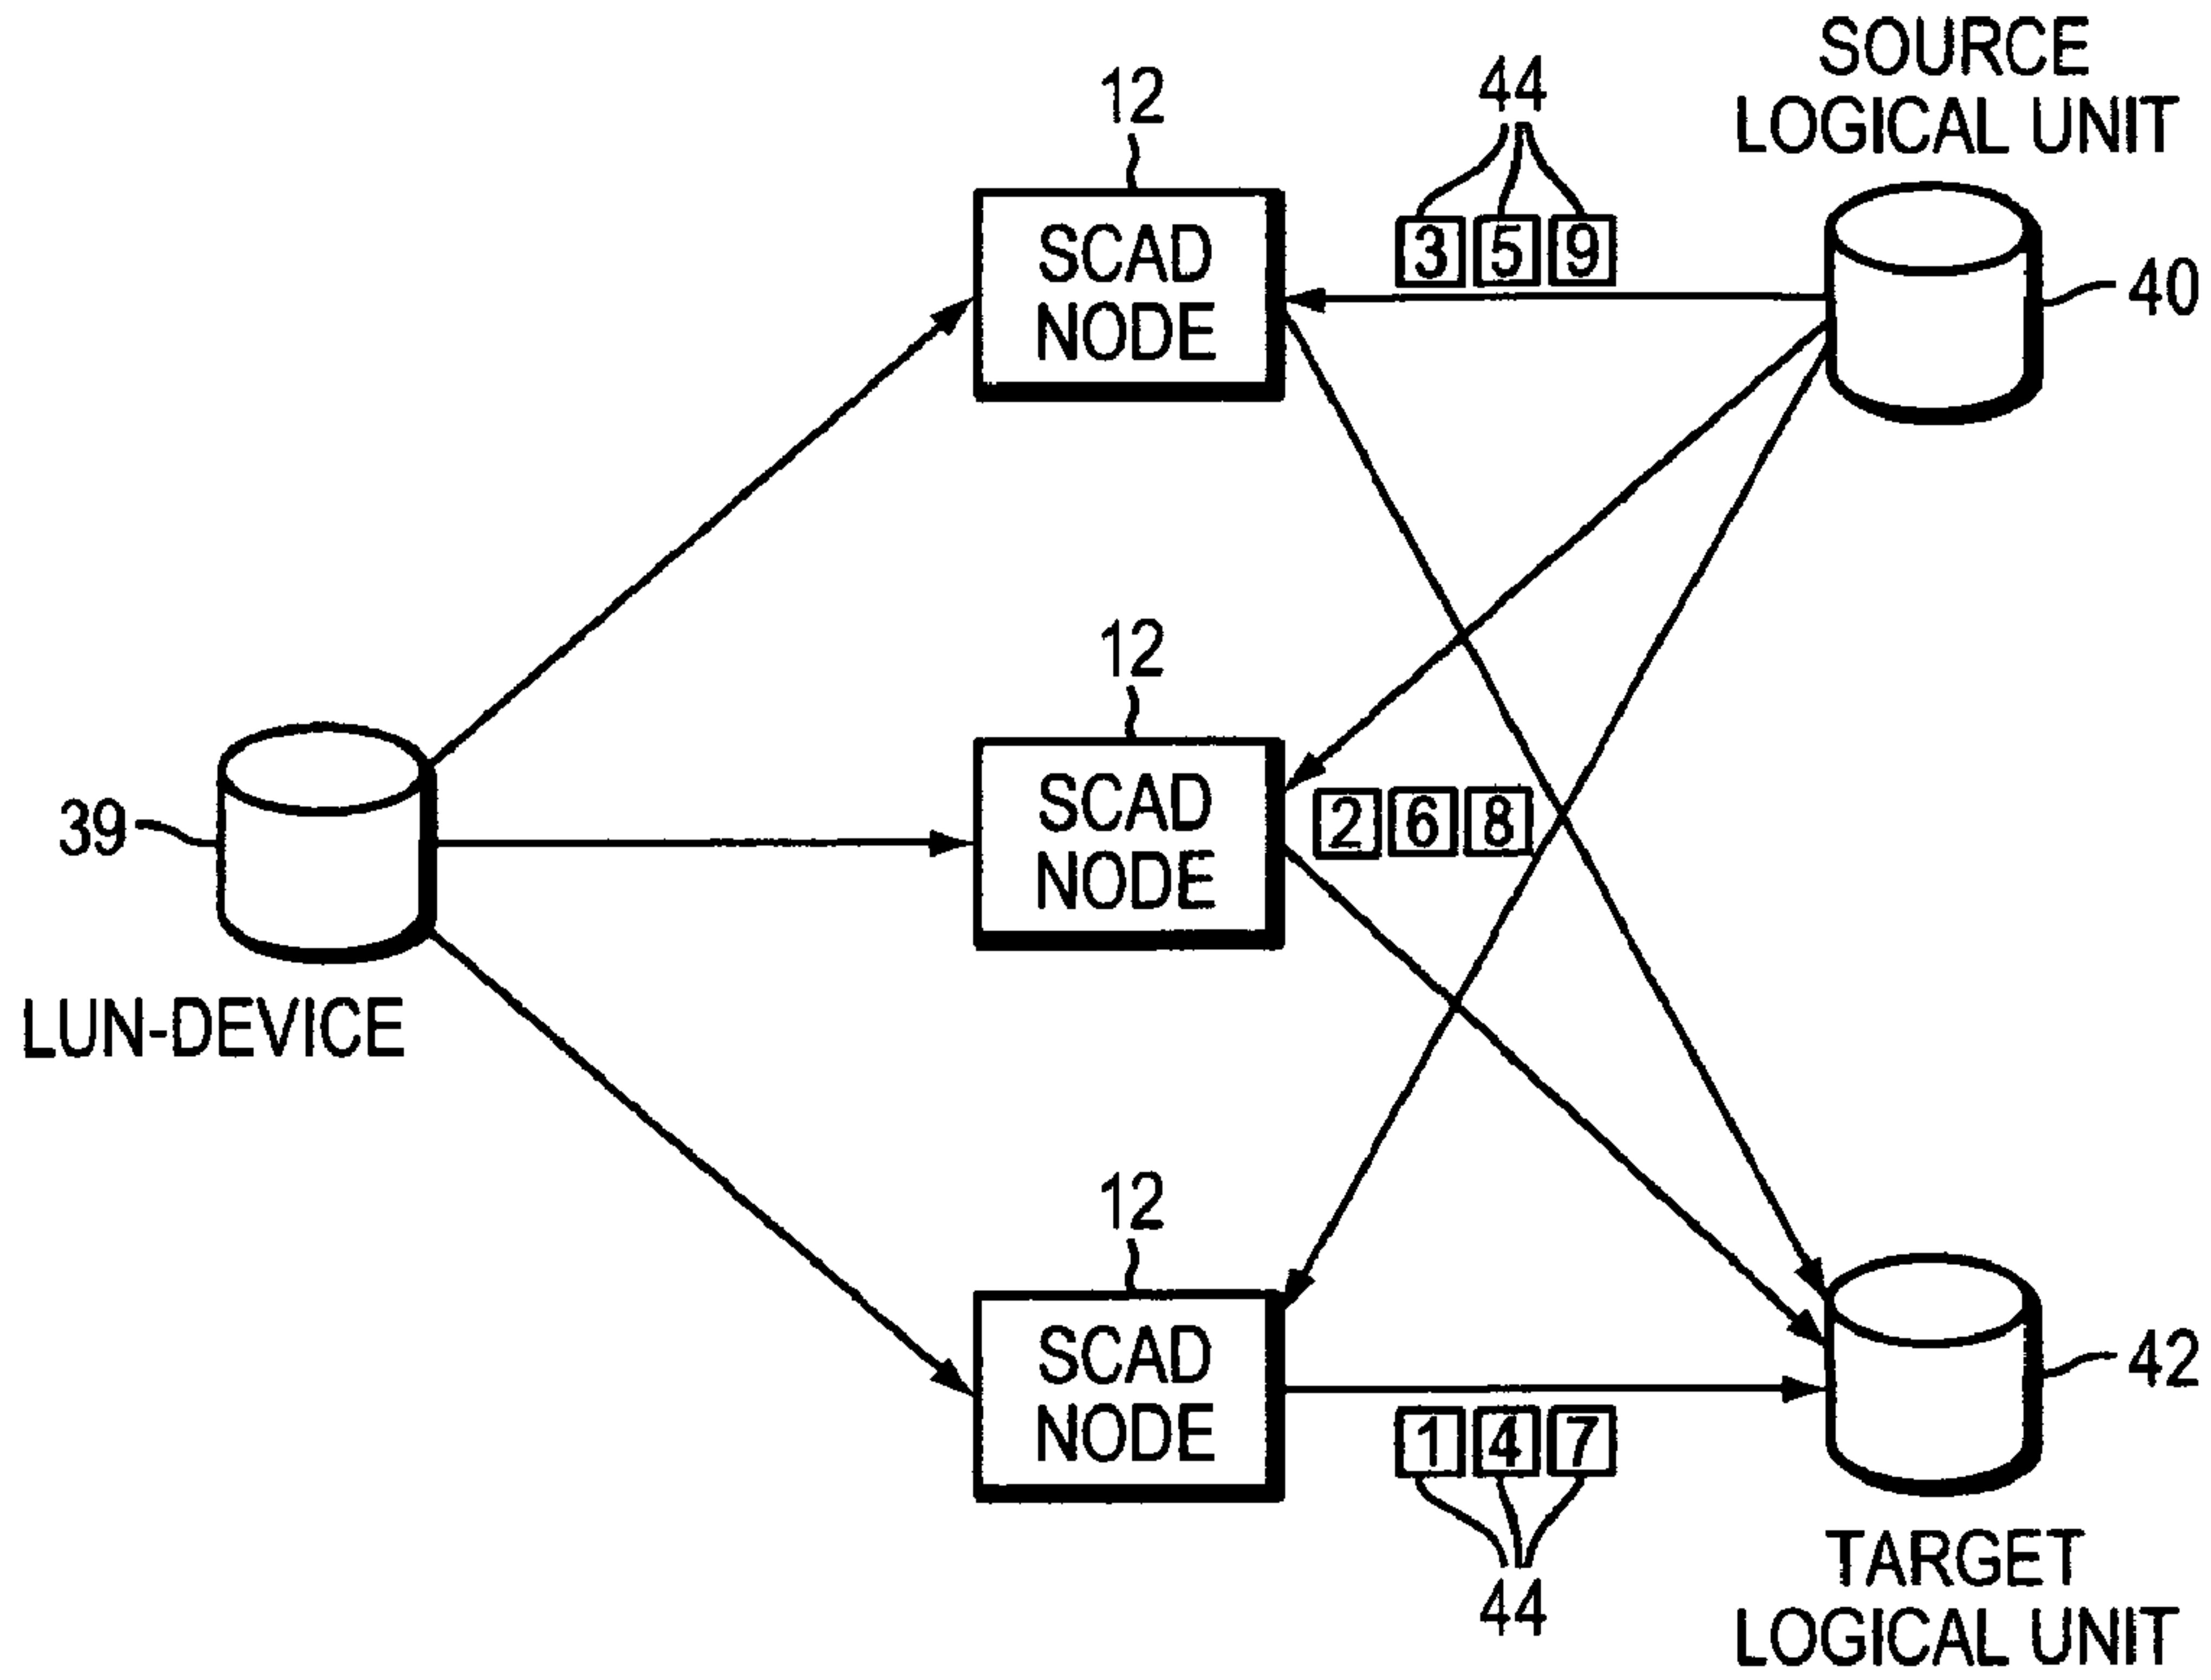 SOURCE
LOGICAL UNIT
12
44
SCAD
NODE
3 5 9
40
12
SCAD
NODE
2 6 8
39
LUN-DEVICE
12
SCAD
NODE
1 4 7
44
42
TARGET
LOGICAL UNIT